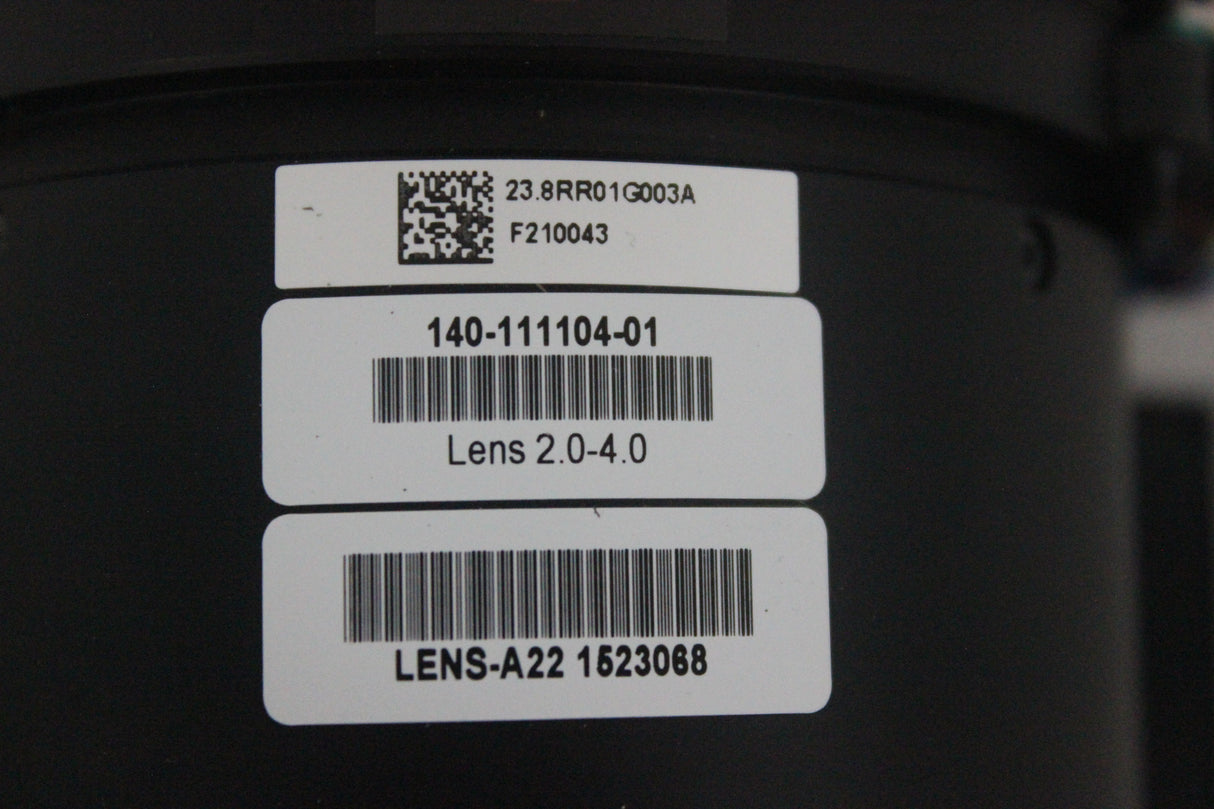 23.8RR01G003A
F210043
140-111104-01
Lens 2.0-4.0
LENS-A22 1523068